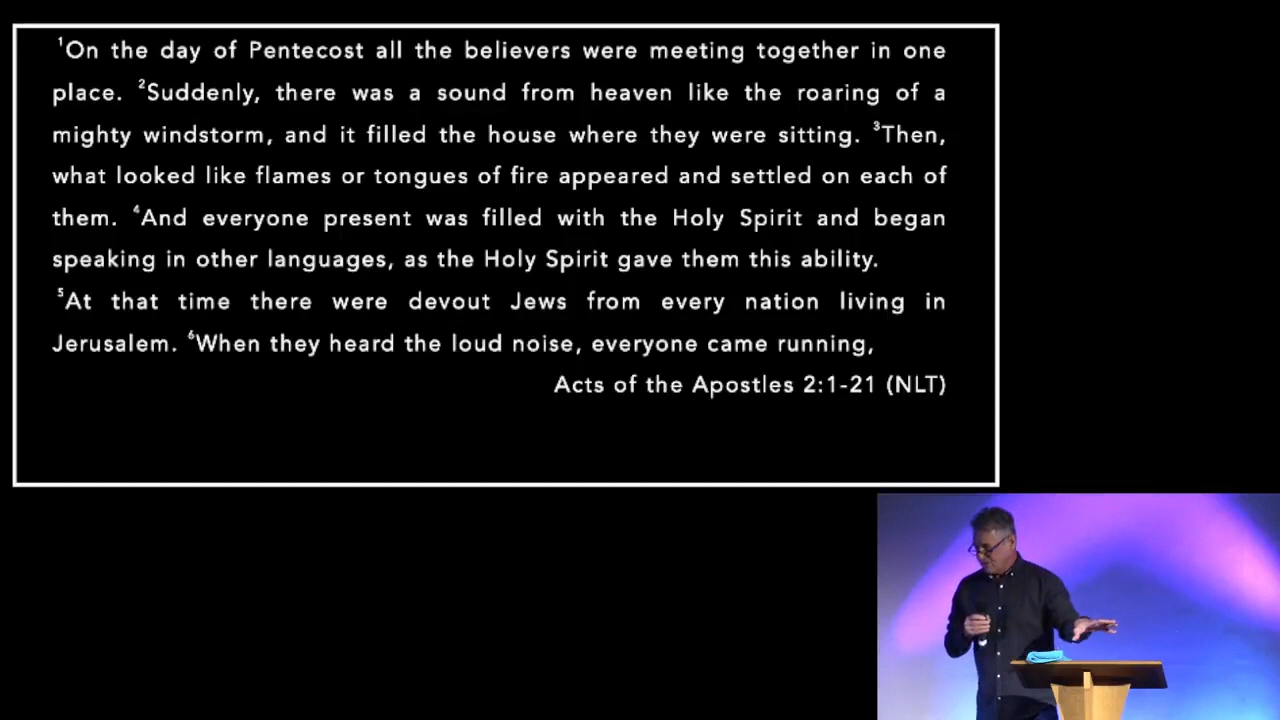 ¹On the day of Pentecost all the believers were meeting together in one
place. ²Suddenly, there was a sound from heaven like the roaring of a
mighty windstorm, and it filled the house where they were sitting. ³Then,
what looked like flames or tongues of fire appeared and settled on each of
them. ⁴And everyone present was filled with the Holy Spirit and began
speaking in other languages, as the Holy Spirit gave them this ability.
⁵At that time there were devout Jews from every nation living in
Jerusalem. ⁶When they heard the loud noise, everyone came running,
Acts of the Apostles 2:1-21 (NLT)